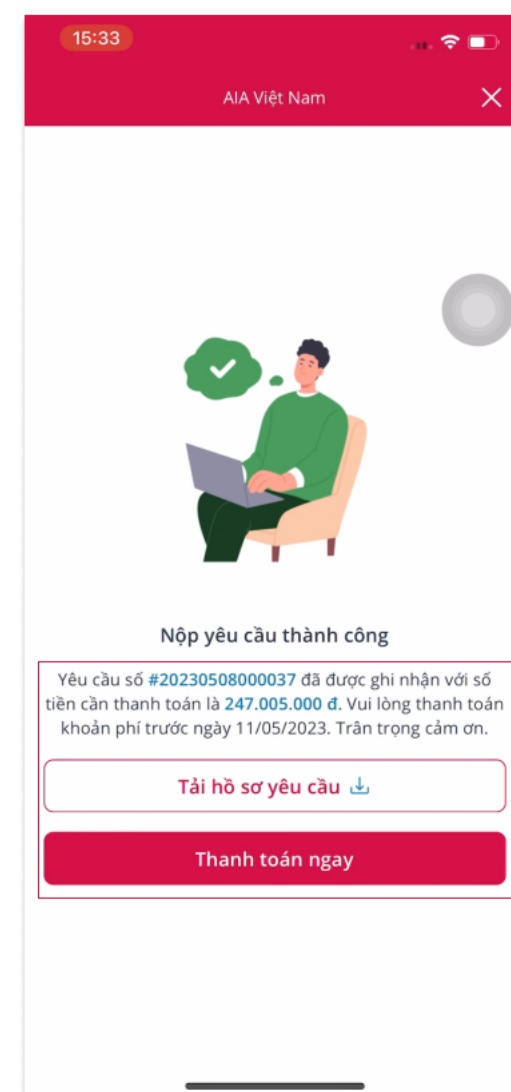 15:33
AIA Việt Nam
Nộp yêu cầu thành công
Yêu cầu số #20230508000037 đã được ghi nhận với số
tiền cần thanh toán là 247.005.000 đ. Vui lòng thanh toán
khoản phí trước ngày 11/05/2023. Trân trọng cảm ơn.
Tải hồ sơ yêu cầu
Thanh toán ngay